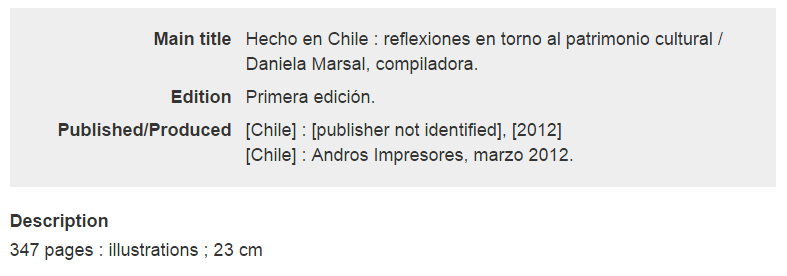 Main title Hecho en Chile : reflexiones en torno al patrimonio cultural /
Daniela Marsal, compiladora.
Edition Primera edición.
Published/Produced [Chile] : [publisher not identified], [2012]
[Chile] : Andros Impresores, marzo 2012.
Description
347 pages : illustrations ; 23 cm